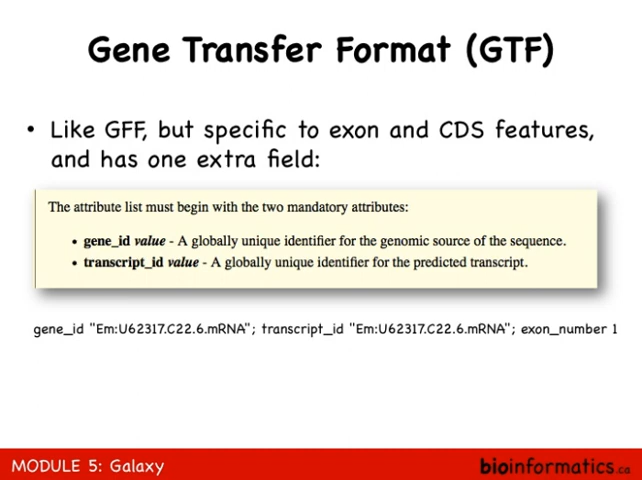 Gene Transfer Format (GTF)
• Like GFF, but specific to exon and CDS features,
and has one extra field:
The attribute list must begin with the two mandatory attributes:
• gene_id value - A globally unique identifier for the genomic source of the sequence.
• transcript_id value - A globally unique identifier for the predicted transcript.
gene_id "Em:U62317.C22.6.mRNA"; transcript_id "Em:U62317.C22.6.mRNA"; exon_number 1
MODULE 5: Galaxy
bioinformatics.ca